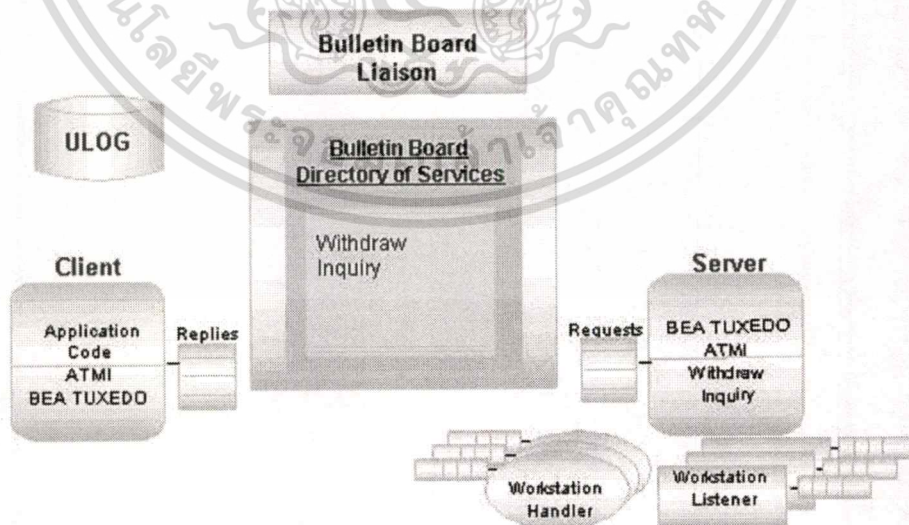 Bulletin Board
Liaison
ULOG
Bulletin Board
Directory of Services
Withdraw
Inquiry
Client
Application
Code
ATMI
BEA TUXEDO
Replies
Requests
Server
BEA TUXEDO
ATMI
Withdraw
Inquiry
Workstation
Handler
Workstation
Listener